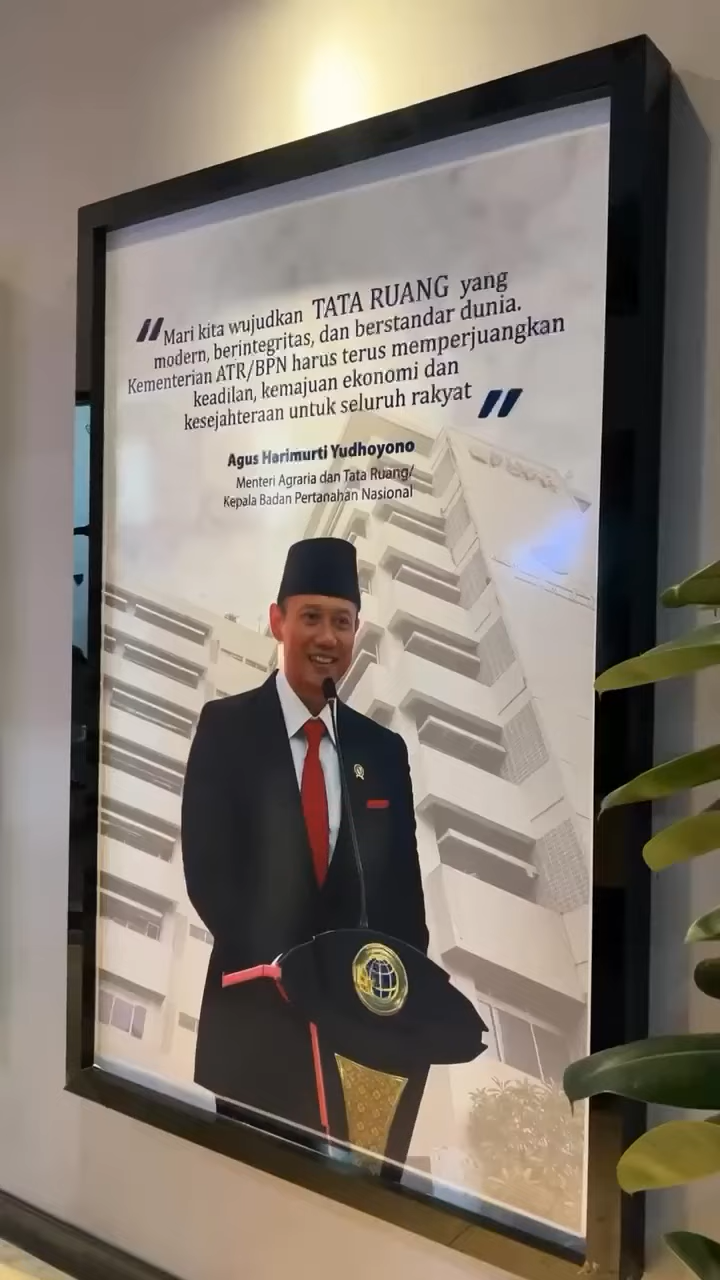 “Mari kita wujudkan TATA RUANG yang
modern, berintegritas, dan berstandar dunia.
Kementerian ATR/BPN harus terus memperjuangkan
keadilan, kemajuan ekonomi dan
kesejahteraan untuk seluruh rakyat”
Agus Harimurti Yudhoyono
Menteri Agraria dan Tata Ruang/
Kepala Badan Pertanahan Nasional